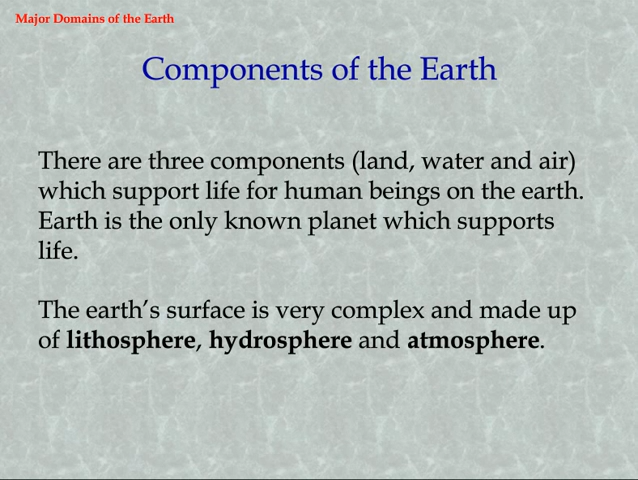 Major Domains of the Earth
Components of the Earth
There are three components (land, water and air)
which support life for human beings on the earth.
Earth is the only known planet which supports
life.
The earth’s surface is very complex and made up
of lithosphere, hydrosphere and atmosphere.